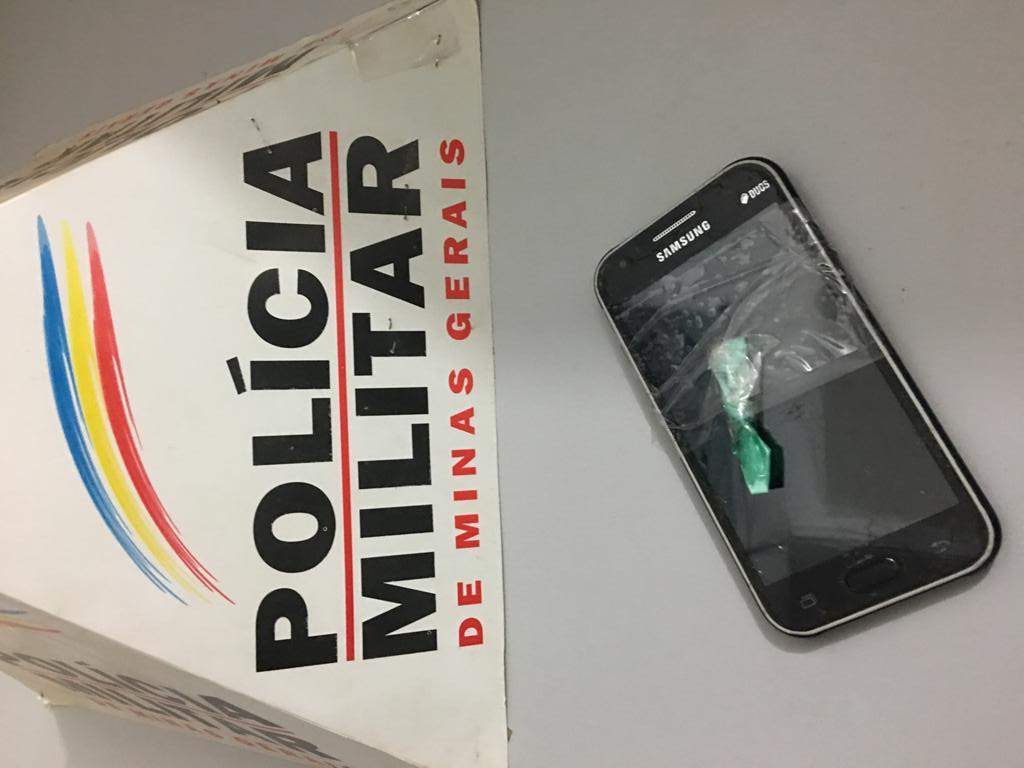 POLÍCIA
MILITAR
DE MINAS GERAIS
SAMSUNG
DUOS